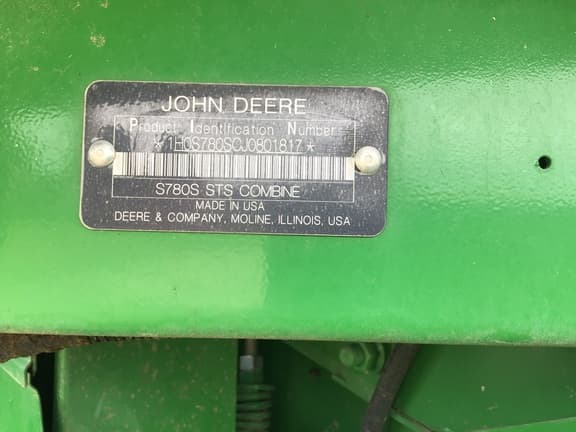 JOHN DEERE
Product Identification Number
*1H0S780SCJ0801817*
S780S STS COMBINE
MADE IN USA
DEERE & COMPANY, MOLINE, ILLINOIS, USA